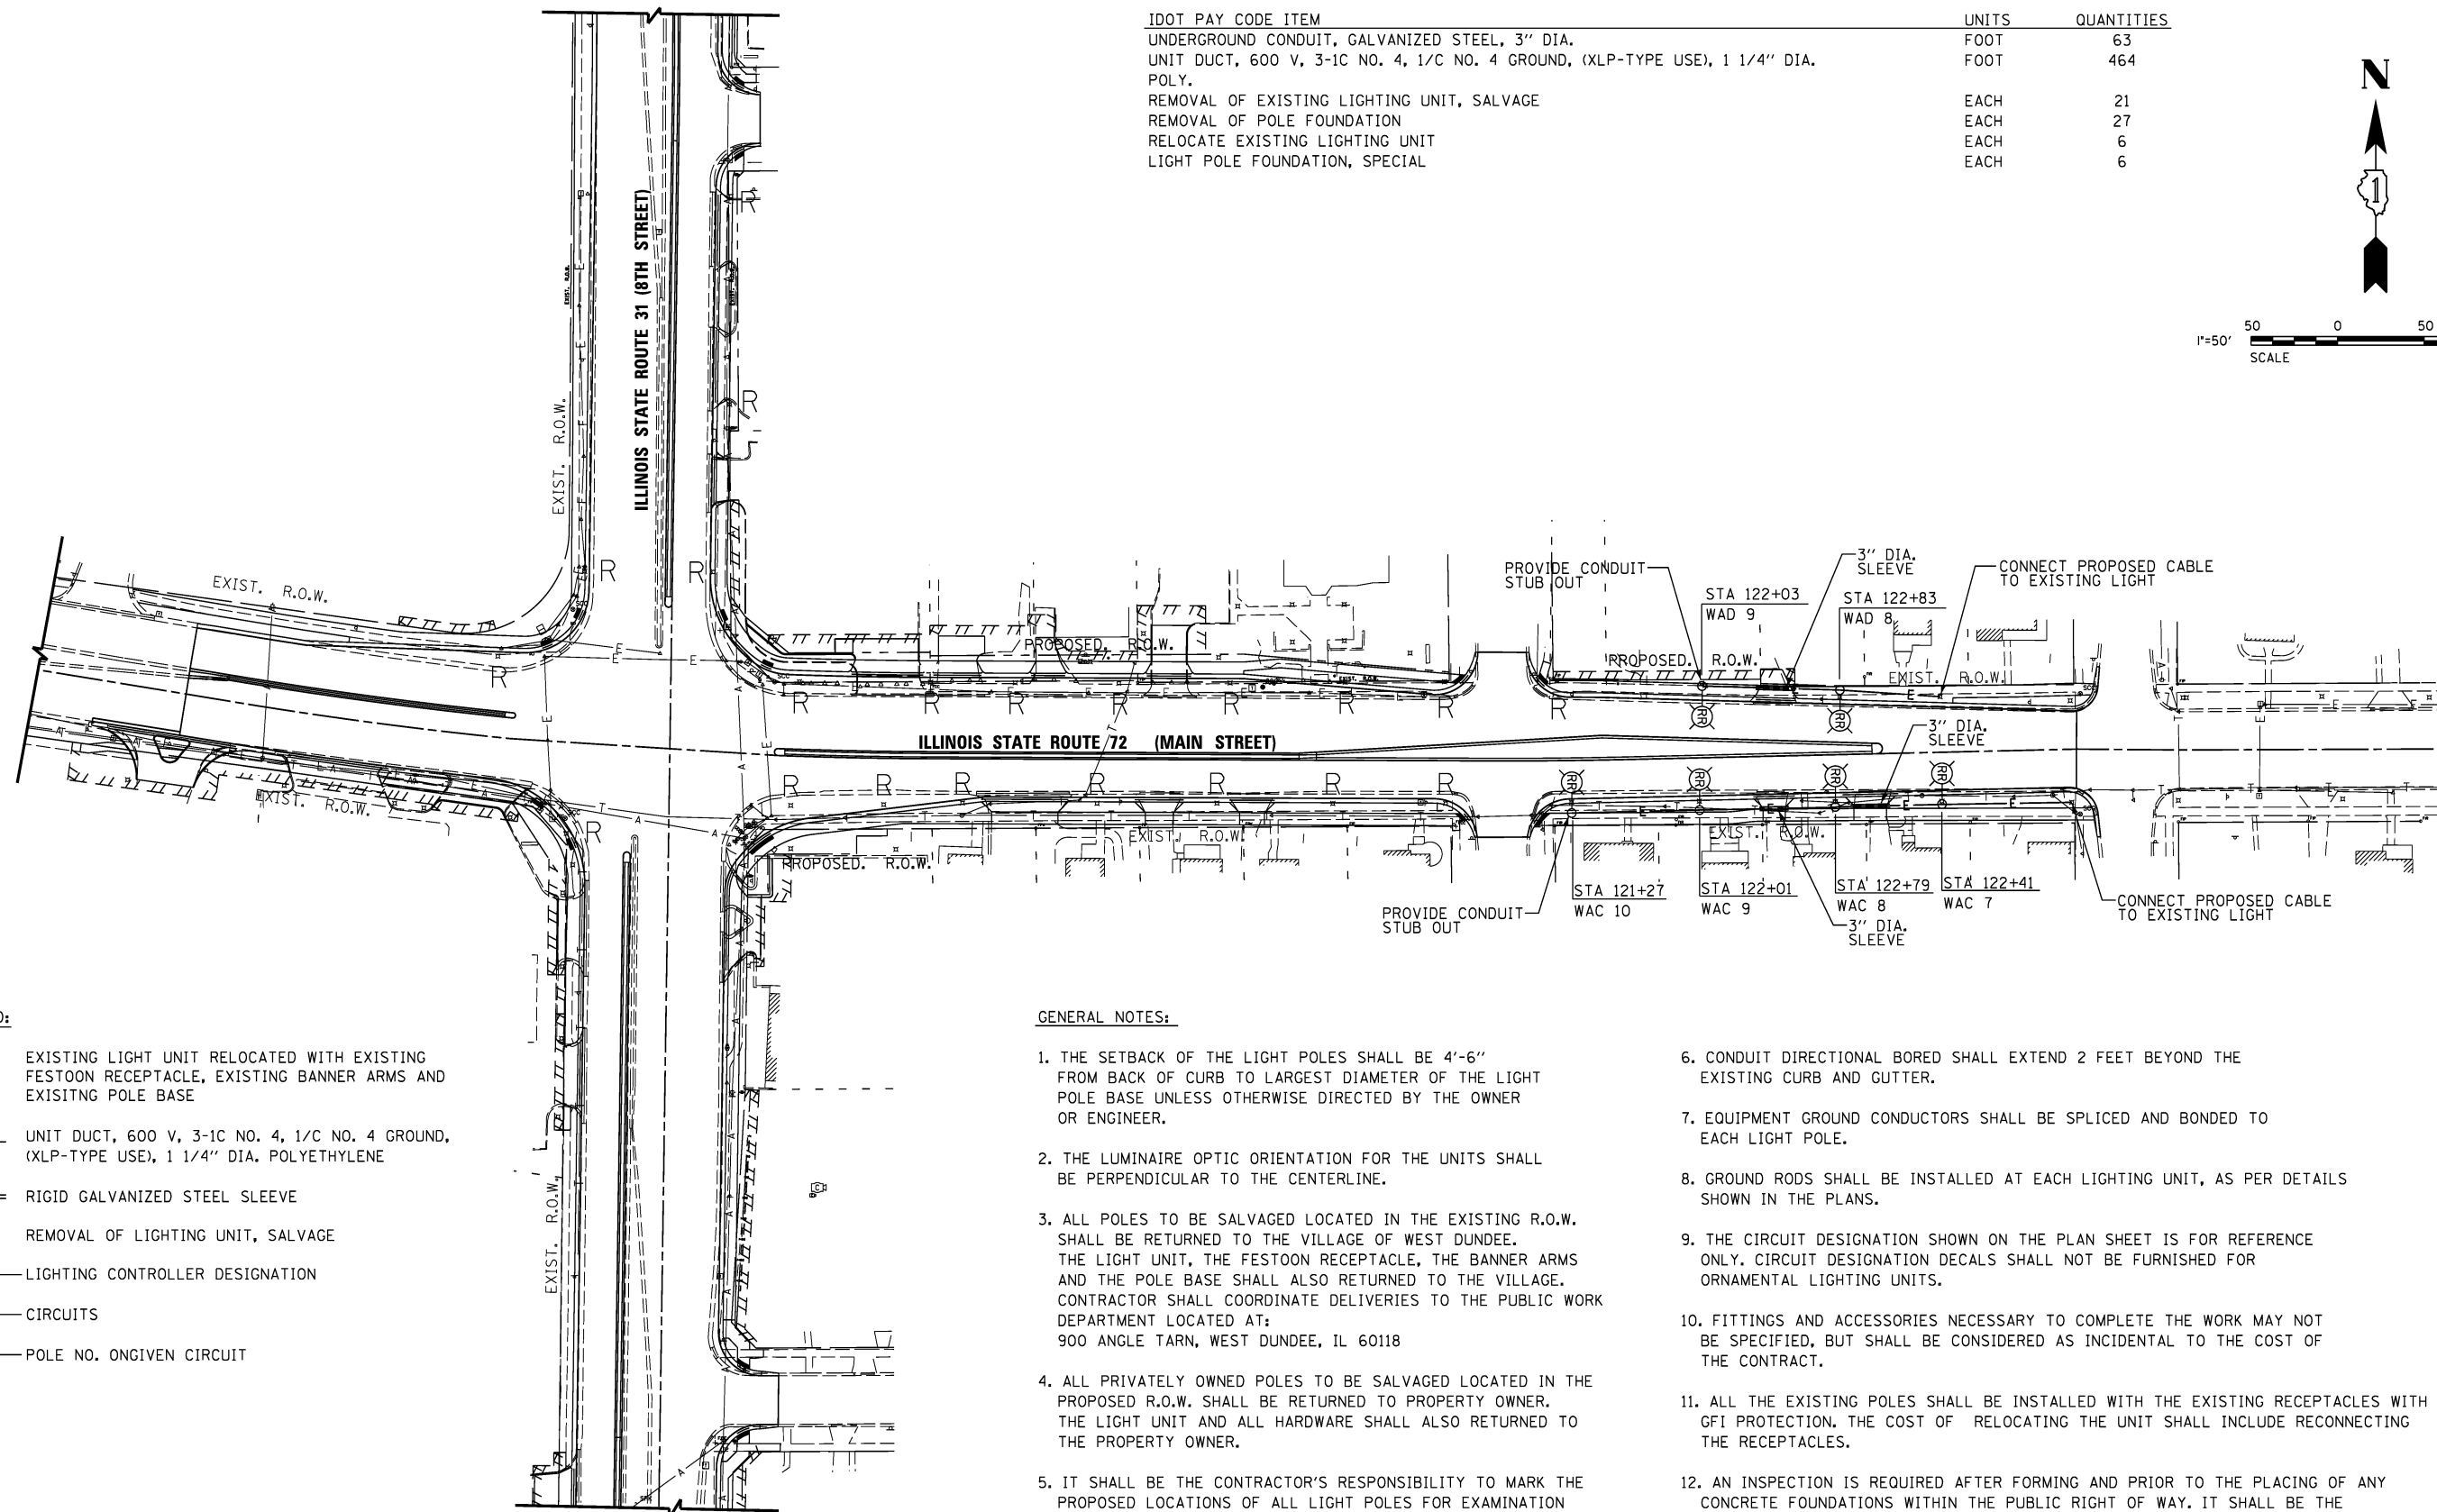 IDOT PAY CODE ITEM UNITS QUANTITIES
UNDERGROUND CONDUIT, GALVANIZED STEEL, 3" DIA. FOOT 63
UNIT DUCT, 600 V, 3-1C NO. 4, 1/C NO. 4 GROUND, (XLP-TYPE USE), 1 1/4" DIA. FOOT 464
POLY.
REMOVAL OF EXISTING LIGHTING UNIT, SALVAGE EACH 21
REMOVAL OF POLE FOUNDATION EACH 27
RELOCATE EXISTING LIGHTING UNIT EACH 6
LIGHT POLE FOUNDATION, SPECIAL EACH 6
N
1
50 0 50
1"=50'
SCALE
ILLINOIS STATE ROUTE 31 (8TH STREET)
EXIST. R.O.W.
EXIST. R.O.W.
EXIST. R.O.W.
PROPOSED. R.O.W.
PROVIDE CONDUIT
STUB OUT
STA 122+03
WAD 9
3" DIA.
SLEEVE
STA 122+83
WAD 8
CONNECT PROPOSED CABLE
TO EXISTING LIGHT
PROPOSED. R.O.W.
EXIST. R.O.W.
3" DIA.
SLEEVE
ILLINOIS STATE ROUTE 72 (MAIN STREET)
R R R R R R R R
R R R R R R R
RR RR
RR RR RR RR
EXIST. R.O.W.
EXIST. R.O.W.
PROPOSED. R.O.W.
EXIST. R.O.W.
PROVIDE CONDUIT
STUB OUT
STA 121+27
WAC 10
STA 122+01
WAC 9
STA 122+79
WAC 8
STA 122+41
WAC 7
3" DIA.
SLEEVE
CONNECT PROPOSED CABLE
TO EXISTING LIGHT
EXIST. R.O.W.
D:
EXISTING LIGHT UNIT RELOCATED WITH EXISTING
FESTOON RECEPTACLE, EXISTING BANNER ARMS AND
EXISITNG POLE BASE
UNIT DUCT, 600 V, 3-1C NO. 4, 1/C NO. 4 GROUND,
(XLP-TYPE USE), 1 1/4" DIA. POLYETHYLENE
RIGID GALVANIZED STEEL SLEEVE
REMOVAL OF LIGHTING UNIT, SALVAGE
LIGHTING CONTROLLER DESIGNATION
CIRCUITS
POLE NO. ONGIVEN CIRCUIT
GENERAL NOTES:
1. THE SETBACK OF THE LIGHT POLES SHALL BE 4'-6"
FROM BACK OF CURB TO LARGEST DIAMETER OF THE LIGHT
POLE BASE UNLESS OTHERWISE DIRECTED BY THE OWNER
OR ENGINEER.
2. THE LUMINAIRE OPTIC ORIENTATION FOR THE UNITS SHALL
BE PERPENDICULAR TO THE CENTERLINE.
3. ALL POLES TO BE SALVAGED LOCATED IN THE EXISTING R.O.W.
SHALL BE RETURNED TO THE VILLAGE OF WEST DUNDEE.
THE LIGHT UNIT, THE FESTOON RECEPTACLE, THE BANNER ARMS
AND THE POLE BASE SHALL ALSO RETURNED TO THE VILLAGE.
CONTRACTOR SHALL COORDINATE DELIVERIES TO THE PUBLIC WORK
DEPARTMENT LOCATED AT:
900 ANGLE TARN, WEST DUNDEE, IL 60118
4. ALL PRIVATELY OWNED POLES TO BE SALVAGED LOCATED IN THE
PROPOSED R.O.W. SHALL BE RETURNED TO PROPERTY OWNER.
THE LIGHT UNIT AND ALL HARDWARE SHALL ALSO RETURNED TO
THE PROPERTY OWNER.
5. IT SHALL BE THE CONTRACTOR'S RESPONSIBILITY TO MARK THE
PROPOSED LOCATIONS OF ALL LIGHT POLES FOR EXAMINATION
6. CONDUIT DIRECTIONAL BORED SHALL EXTEND 2 FEET BEYOND THE
EXISTING CURB AND GUTTER.
7. EQUIPMENT GROUND CONDUCTORS SHALL BE SPLICED AND BONDED TO
EACH LIGHT POLE.
8. GROUND RODS SHALL BE INSTALLED AT EACH LIGHTING UNIT, AS PER DETAILS
SHOWN IN THE PLANS.
9. THE CIRCUIT DESIGNATION SHOWN ON THE PLAN SHEET IS FOR REFERENCE
ONLY. CIRCUIT DESIGNATION DECALS SHALL NOT BE FURNISHED FOR
ORNAMENTAL LIGHTING UNITS.
10. FITTINGS AND ACCESSORIES NECESSARY TO COMPLETE THE WORK MAY NOT
BE SPECIFIED, BUT SHALL BE CONSIDERED AS INCIDENTAL TO THE COST OF
THE CONTRACT.
11. ALL THE EXISTING POLES SHALL BE INSTALLED WITH THE EXISTING RECEPTACLES WITH
GFI PROTECTION. THE COST OF RELOCATING THE UNIT SHALL INCLUDE RECONNECTING
THE RECEPTACLES.
12. AN INSPECTION IS REQUIRED AFTER FORMING AND PRIOR TO THE PLACING OF ANY
CONCRETE FOUNDATIONS WITHIN THE PUBLIC RIGHT OF WAY. IT SHALL BE THE